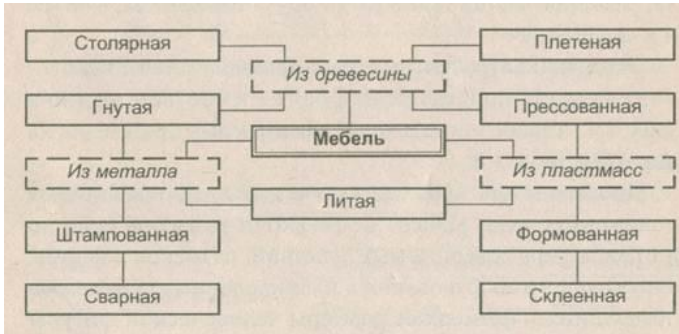 Столярная
Плетеная
Из древесины
Гнутая
Прессованная
Мебель
Из металла
Из пластмасс
Литая
Штампованная
Формованная
Сварная
Склеенная